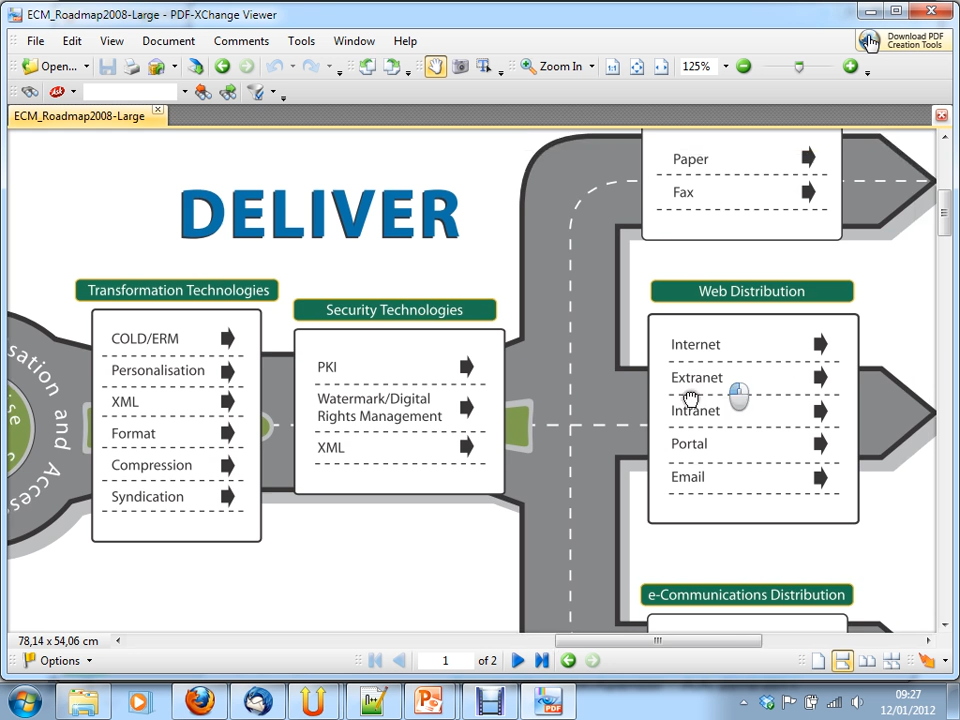 ECM_Roadmap2008-Large - PDF-XChange Viewer
File Edit View Document Comments Tools Window Help
Download PDF
Creation Tools
Open...
Zoom In
125%
Ask
ECM_Roadmap2008-Large
DELIVER
Paper
Fax
Transformation Technologies
COLD/ERM
Personalisation
XML
Format
Compression
Syndication
Security Technologies
PKI
Watermark/Digital
Rights Management
XML
Web Distribution
Internet
Extranet
Intranet
Portal
Email
e-Communications Distribution
78,14 x 54,06 cm
Options
1 of 2
PDF
09:27
12/01/2012